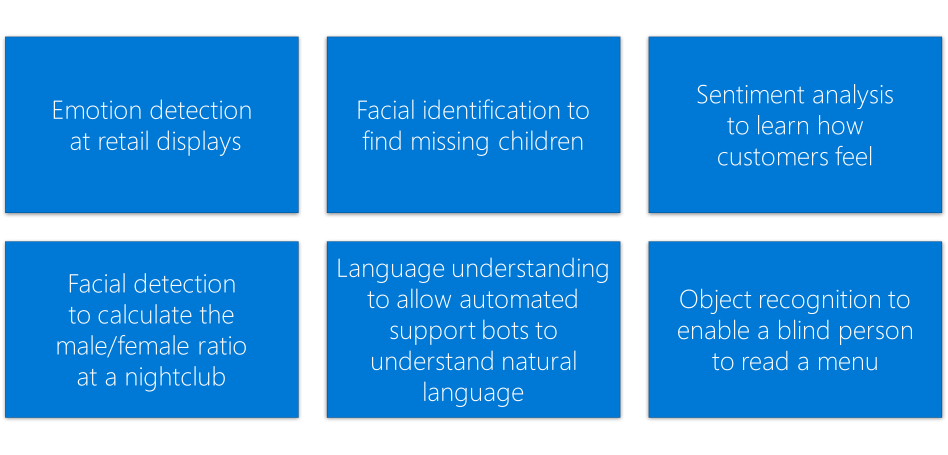 Emotion detection
at retail displays
Facial identification to
find missing children
Sentiment analysis
to learn how
customers feel
Facial detection
to calculate the
male/female ratio
at a nightclub
Language understanding
to allow automated
support bots to
understand natural
language
Object recognition to
enable a blind person
to read a menu